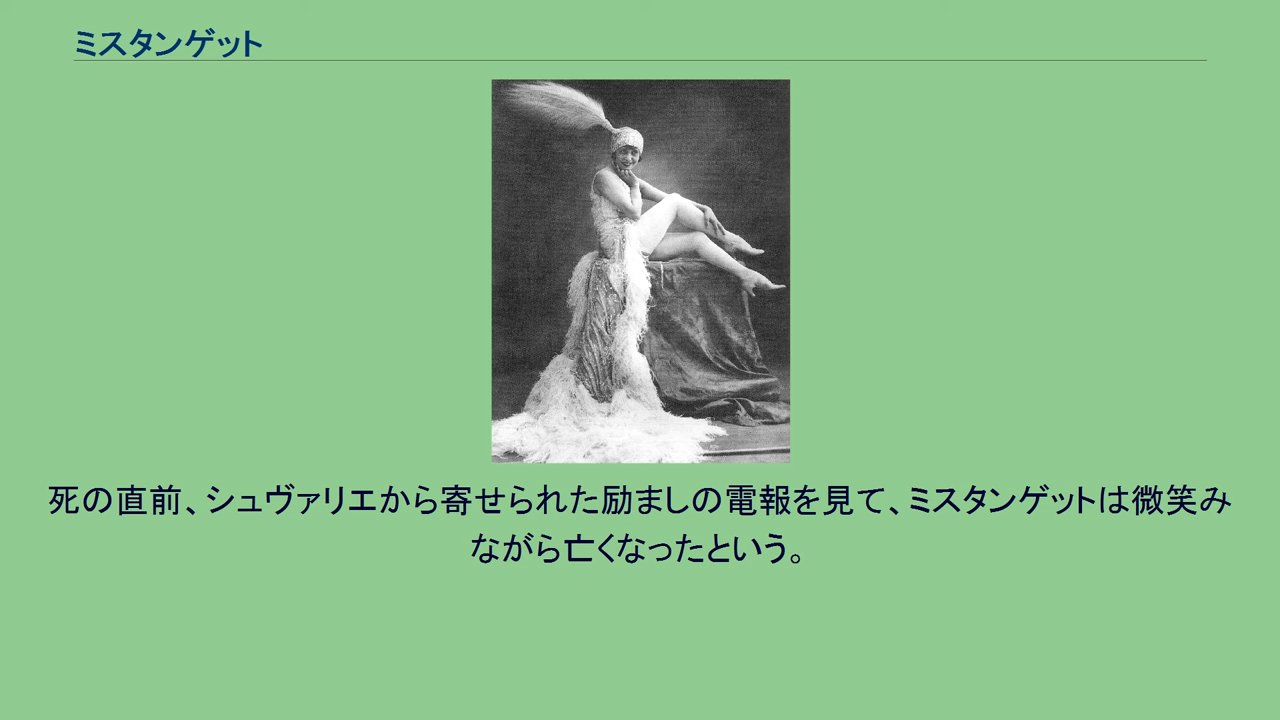 ミスタンゲット
死の直前、シュヴァリエから寄せられた励ましの電報を見て、ミスタンゲットは微笑み
ながら亡くなったという。